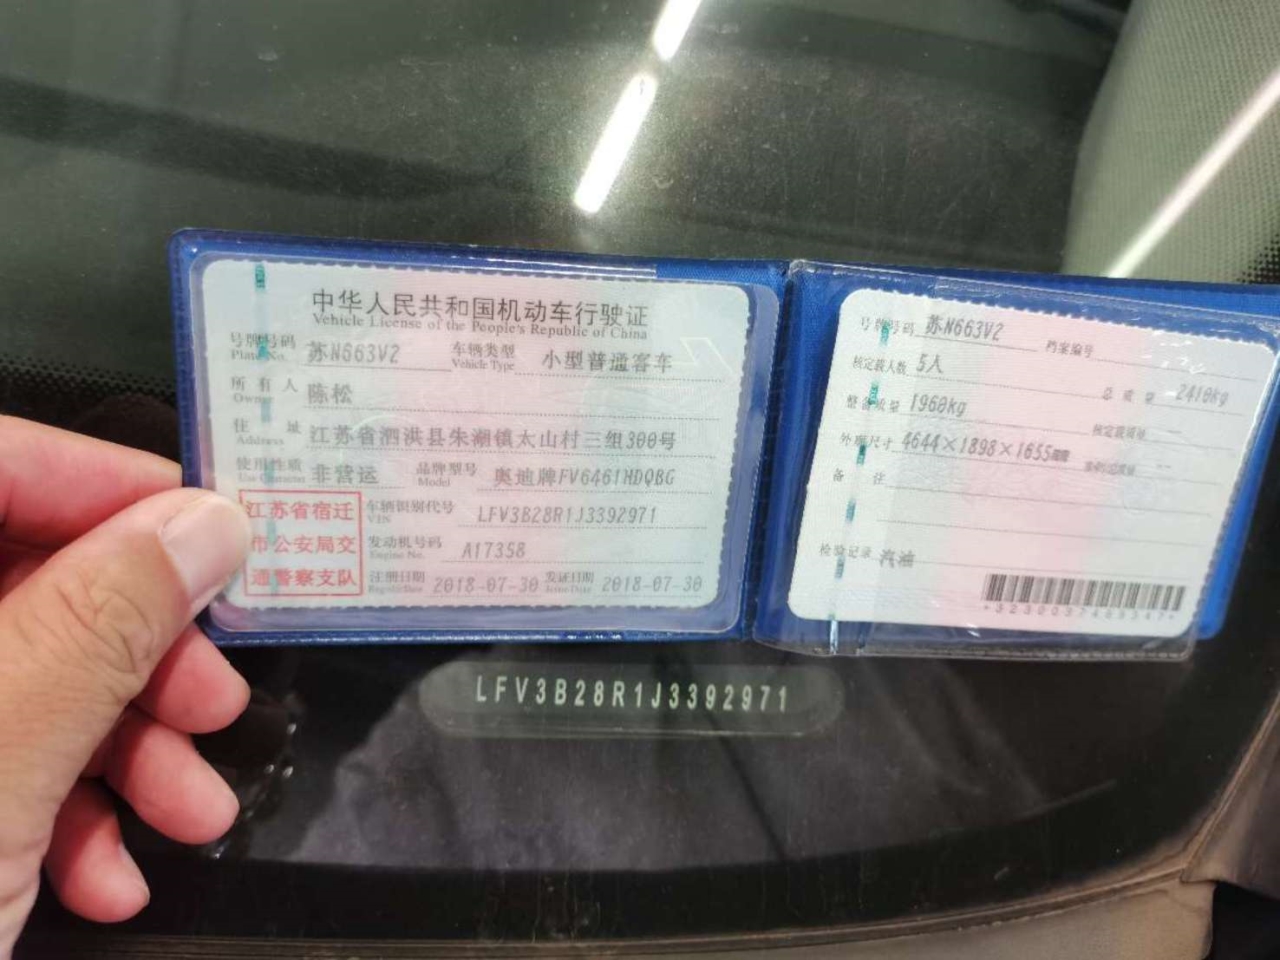 中华人民共和国机动车行驶证
Vehicle License of the People's Republic of China
号牌号码 苏N663V2 车辆类型 小型普通客车
Plate No. Vehicle Type
所有人 陈松
Owner
住址 江苏省泗洪县朱湖镇太山村三组300号
Address
使用性质 非营运 品牌型号 奥迪牌FV6461HDQBG
Use Character Model
江苏省宿迁
市公安局交
通警察支队
车辆识别代号 LFV3B28R1J3392971
VIN
发动机号码 A17358
Engine No.
注册日期 2018-07-30 发证日期 2018-07-30
Register Date Issue Date
号牌号码 苏N663V2 档案编号
核定载人数 5人 总质量 2410kg
整备质量 1960kg 核定载质量 --
外廓尺寸 4644×1898×1655mm --
备注
检验记录 汽油
LFV3B28R1J3392971